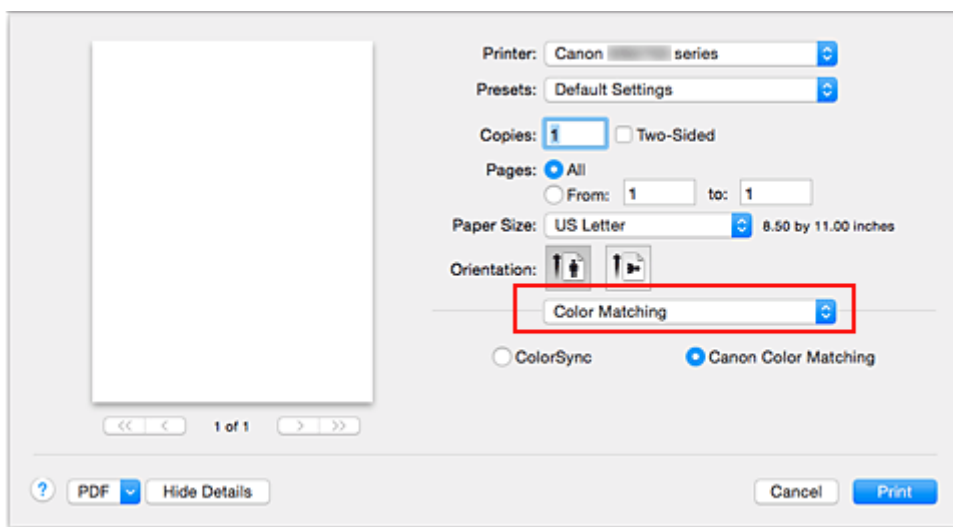 Printer: Canon series
Presets: Default Settings
Copies: 1 Two-Sided
Pages: All
From: 1 to: 1
Paper Size: US Letter 8.50 by 11.00 inches
Orientation:
Color Matching
ColorSync Canon Color Matching
1 of 1
? PDF Hide Details Cancel Print